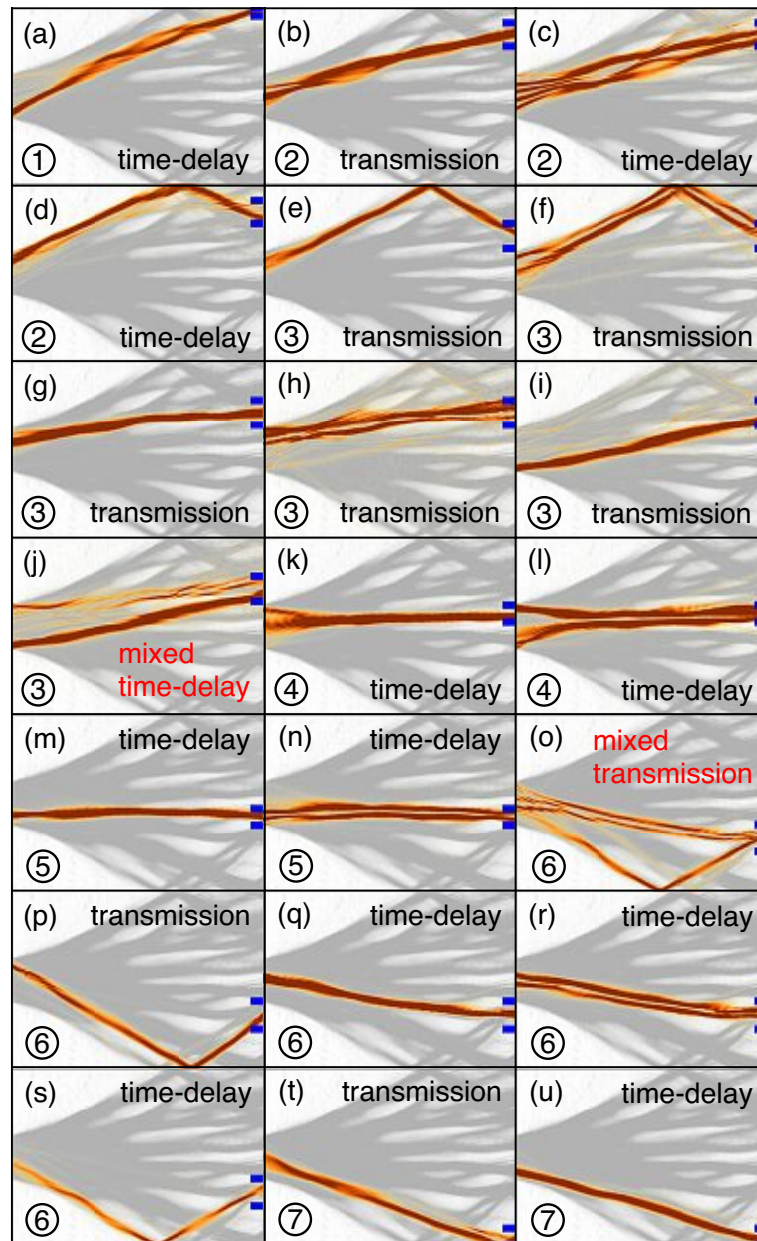 (a)
① time-delay
(b)
② transmission
(c)
② time-delay
(d)
② time-delay
(e)
③ transmission
(f)
③ transmission
(g)
③ transmission
(h)
③ transmission
(i)
③ transmission
(j)
mixed
③ time-delay
(k)
④ time-delay
(l)
④ time-delay
(m) time-delay
⑤
(n) time-delay
⑤
(o) mixed
transmission
⑥
(p) transmission
⑥
(q) time-delay
⑥
(r) time-delay
⑥
(s) time-delay
⑥
(t) transmission
⑦
(u) time-delay
⑦